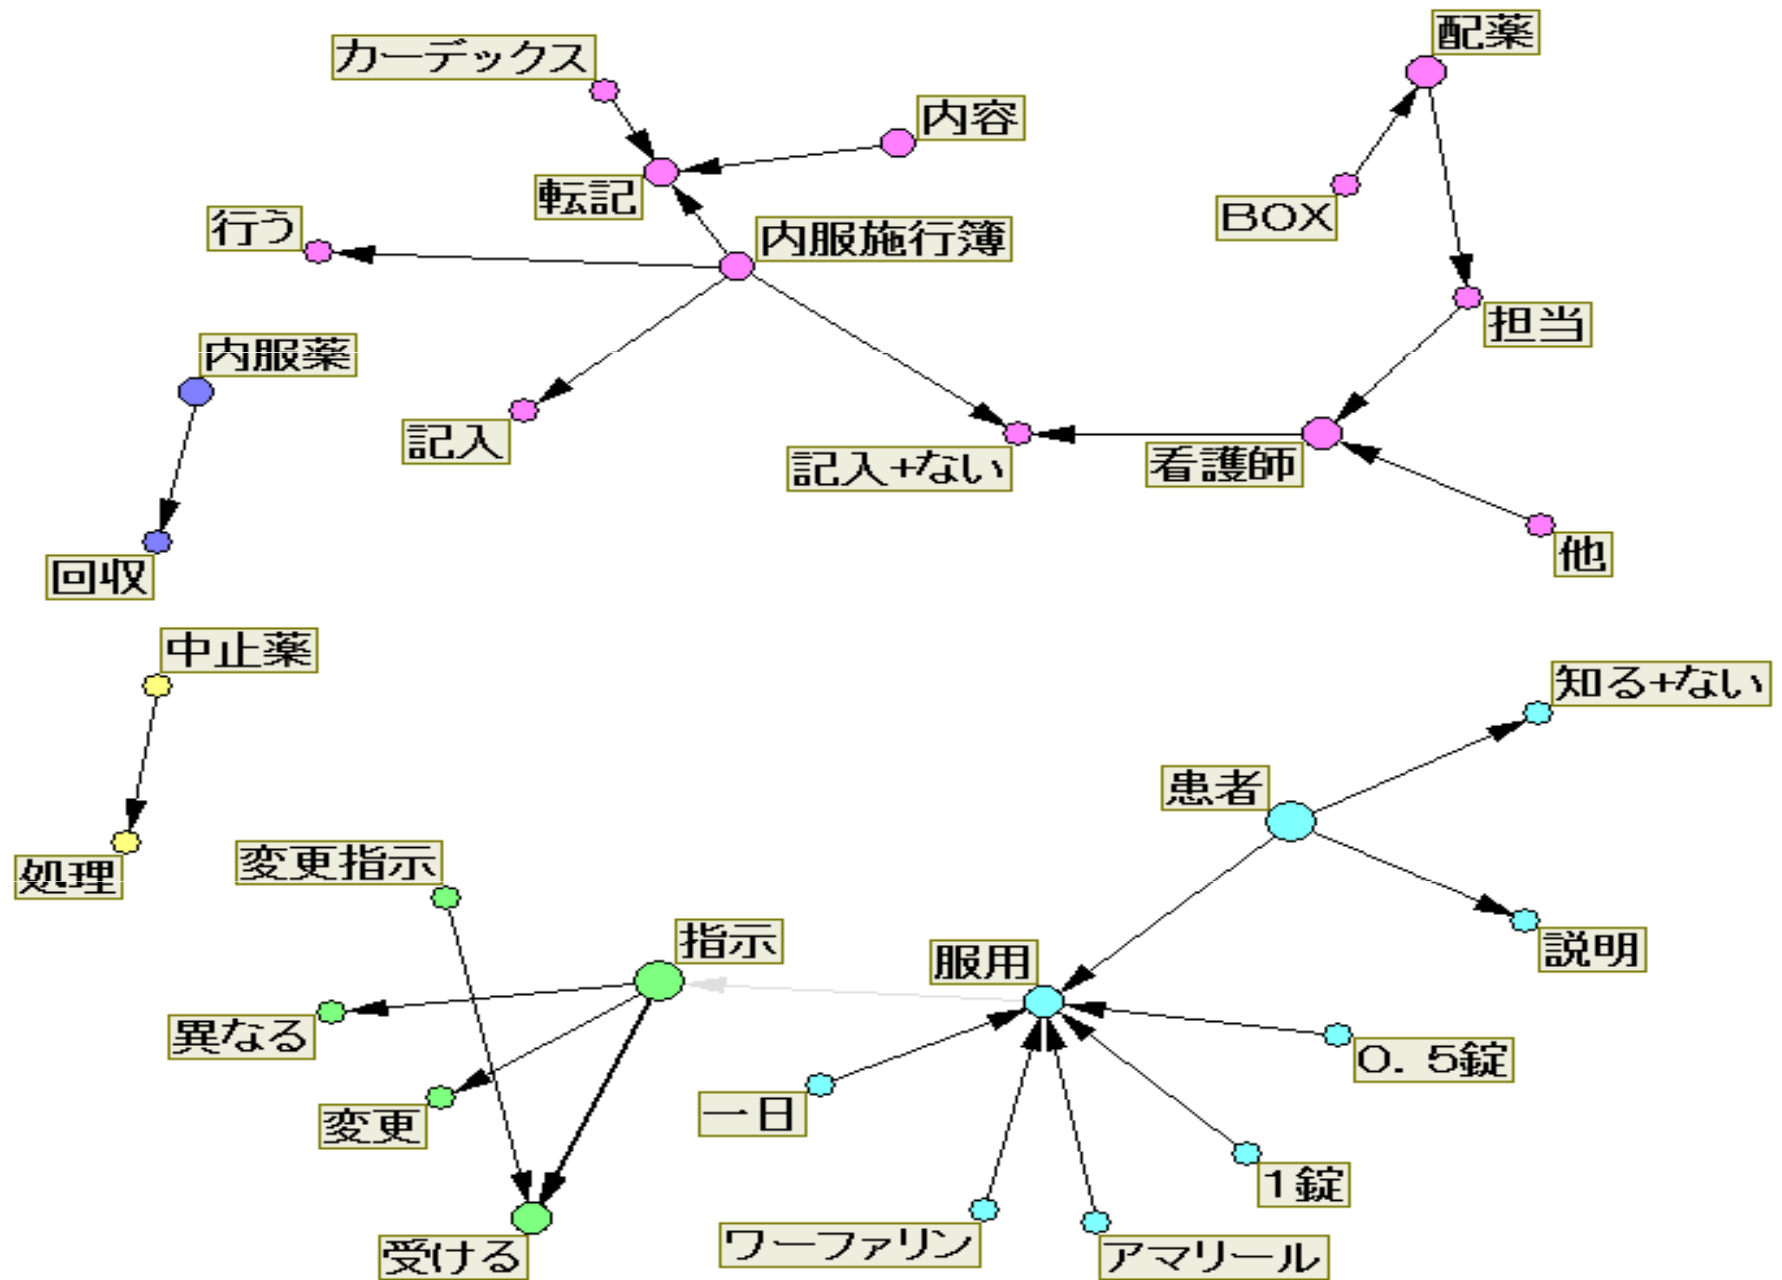 配薬
カーデックス
内容
転記
BOX
行う
内服施行簿
担当
内服薬
記入
記入+ない
看護師
他
回収
中止薬
知る+ない
患者
処理
変更指示
指示
服用
説明
異なる
0．5錠
変更
一日
1錠
受ける
ワーファリン
アマリール